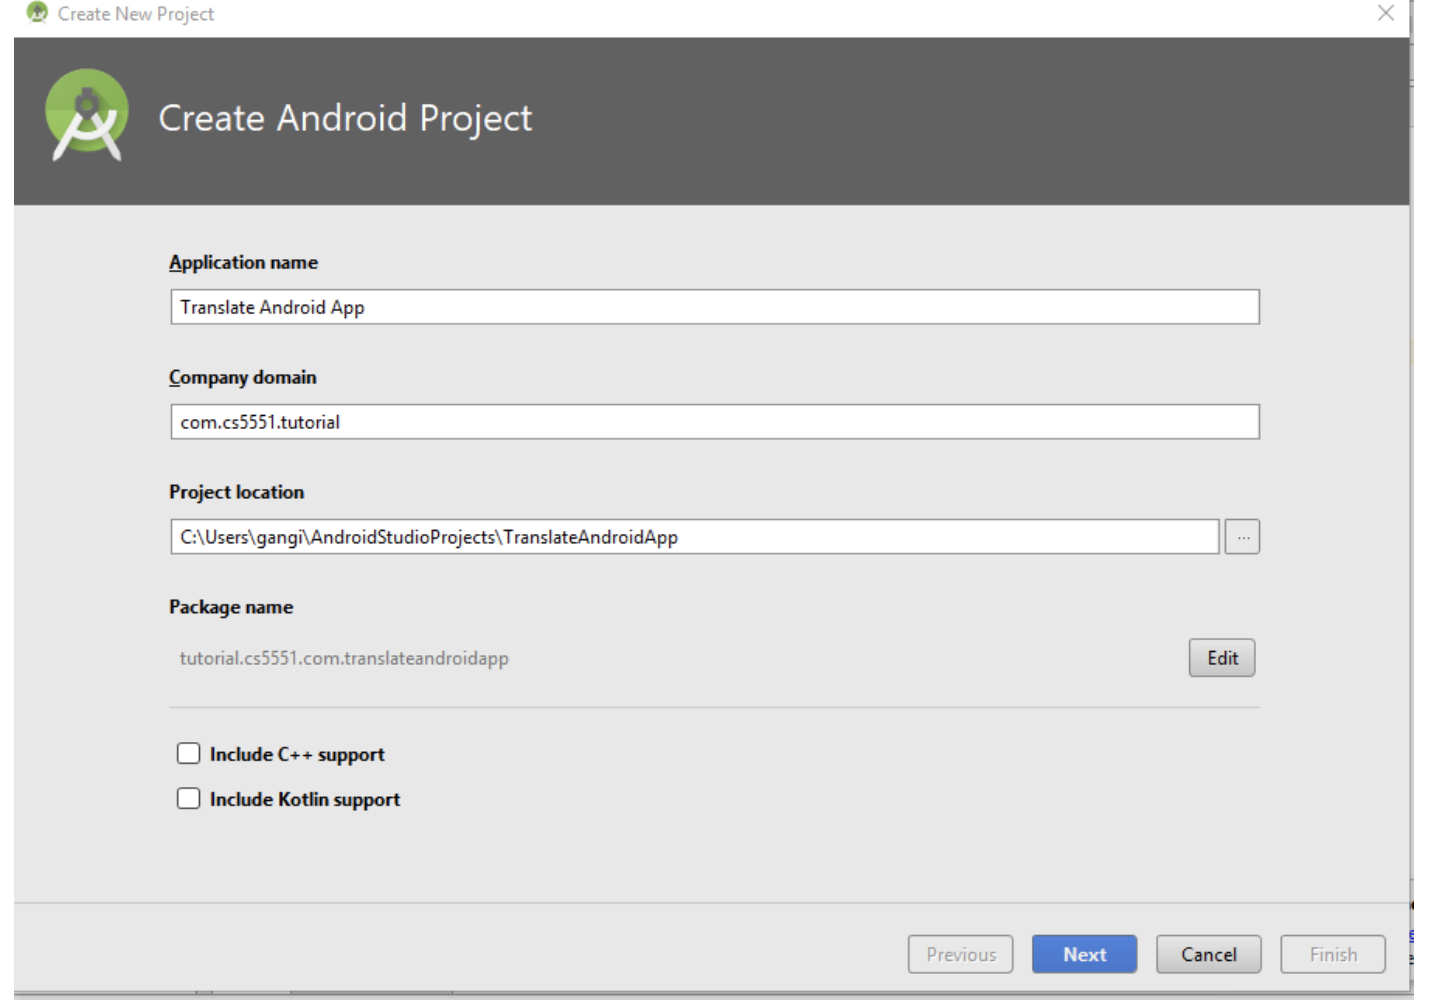 Create New Project
Create Android Project
Application name
Translate Android App
Company domain
com.cs5551.tutorial
Project location
C:\Users\gangi\AndroidStudioProjects\TranslateAndroidApp
...
Package name
tutorial.cs5551.com.translateandroidapp
Edit
Include C++ support
Include Kotlin support
Previous Next Cancel Finish